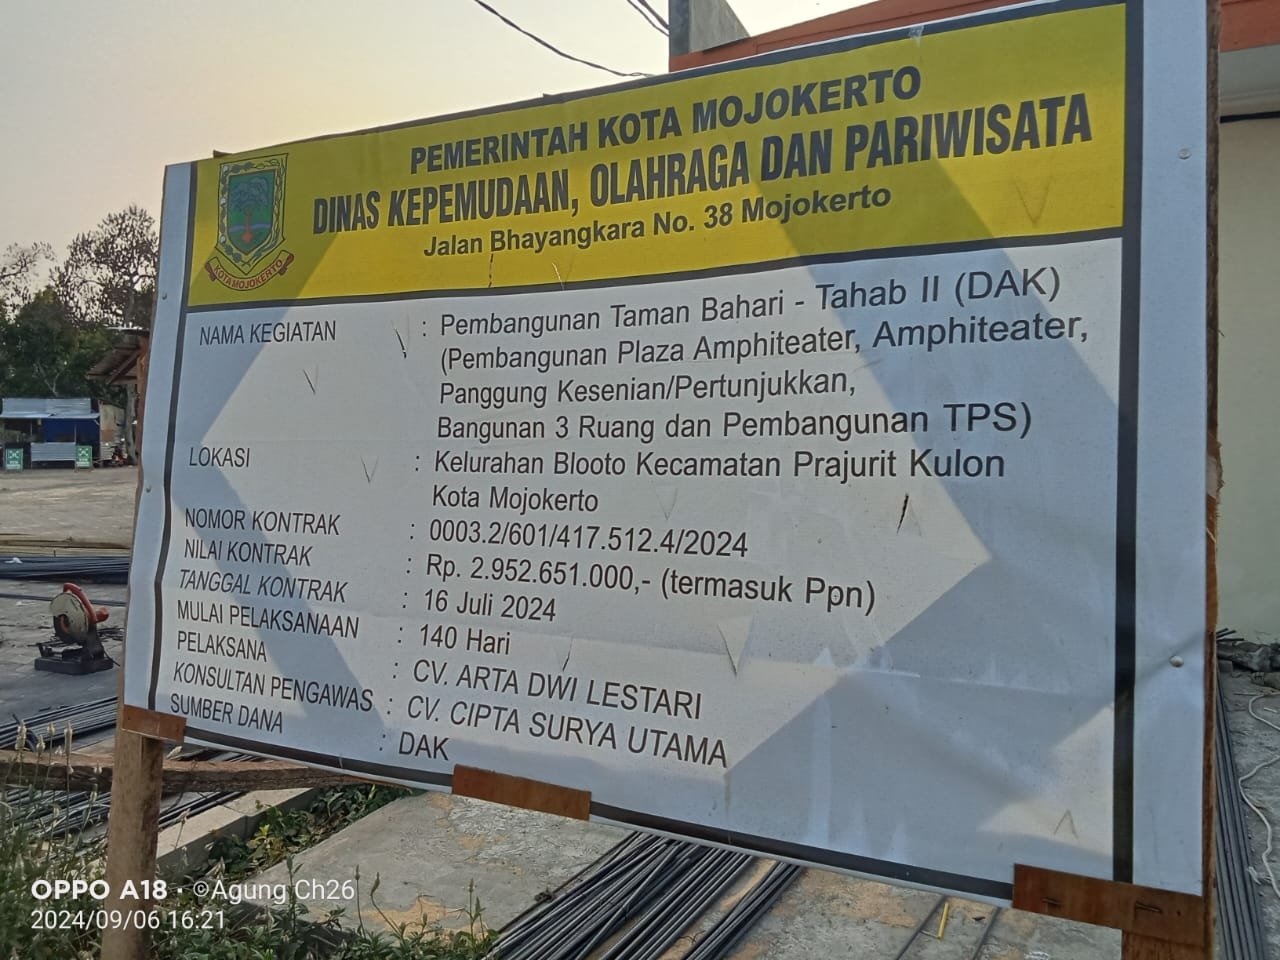 PEMERINTAH KOTA MOJOKERTO
DINAS KEPEMUDAAN, OLAHRAGA DAN PARIWISATA
Jalan Bhayangkara No. 38 Mojokerto
KOTA MOJOKERTO
NAMA KEGIATAN : Pembangunan Taman Bahari - Tahab II (DAK)
(Pembangunan Plaza Amphiteater, Amphiteater,
Panggung Kesenian/Pertunjukkan,
Bangunan 3 Ruang dan Pembangunan TPS)
LOKASI : Kelurahan Blooto Kecamatan Prajurit Kulon
Kota Mojokerto
NOMOR KONTRAK : 0003.2/601/417.512.4/2024
NILAI KONTRAK : Rp. 2.952.651.000,- (termasuk Ppn)
TANGGAL KONTRAK : 16 Juli 2024
MULAI PELAKSANAAN : 140 Hari
PELAKSANA : CV. ARTA DWI LESTARI
KONSULTAN PENGAWAS : CV. CIPTA SURYA UTAMA
SUMBER DANA : DAK
OPPO A18 · ©Agung Ch26
2024/09/06 16:21